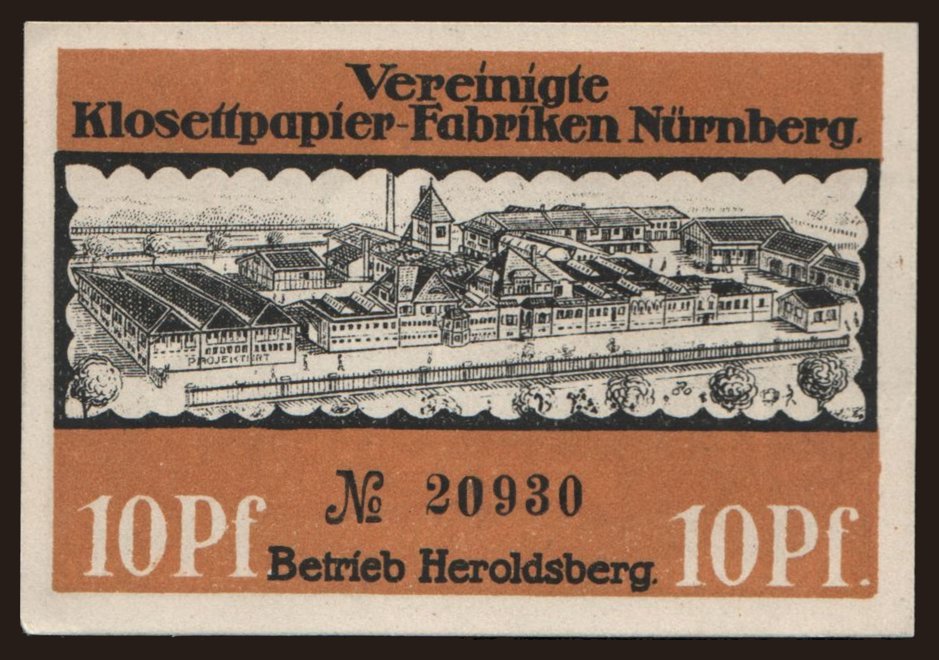 Vereinigte
Klosettpapier-Fabriken Nürnberg.
PROJEKTIERT
№ 20930
10Pf 10Pf.
Betrieb Heroldsberg.